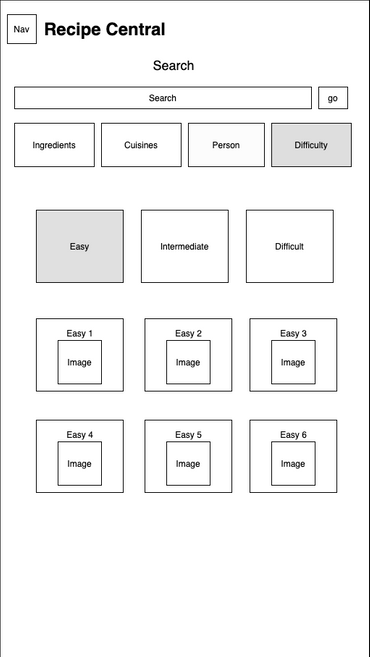 Nav
Recipe Central
Search
Search
go
Ingredients
Cuisines
Person
Difficulty
Easy
Intermediate
Difficult
Easy 1
Image
Easy 2
Image
Easy 3
Image
Easy 4
Image
Easy 5
Image
Easy 6
Image